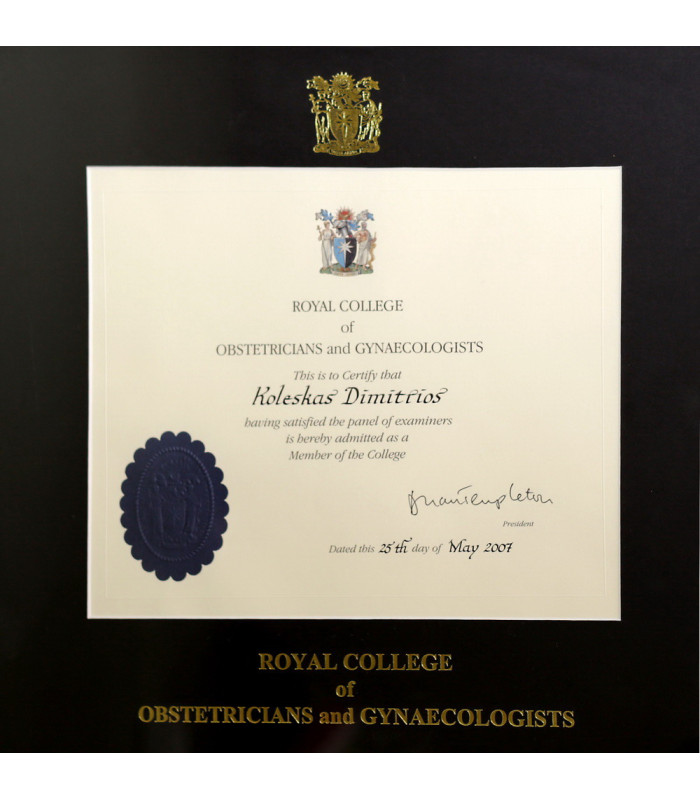 ROYAL COLLEGE
of
OBSTETRICIANS and GYNAECOLOGISTS
This is to Certify that
Koleskas Dimitrios
having satisfied the panel of examiners
is hereby admitted as a
Member of the College
President
Dated this 25th day of May 2007
ROYAL COLLEGE
of
OBSTETRICIANS and GYNAECOLOGISTS